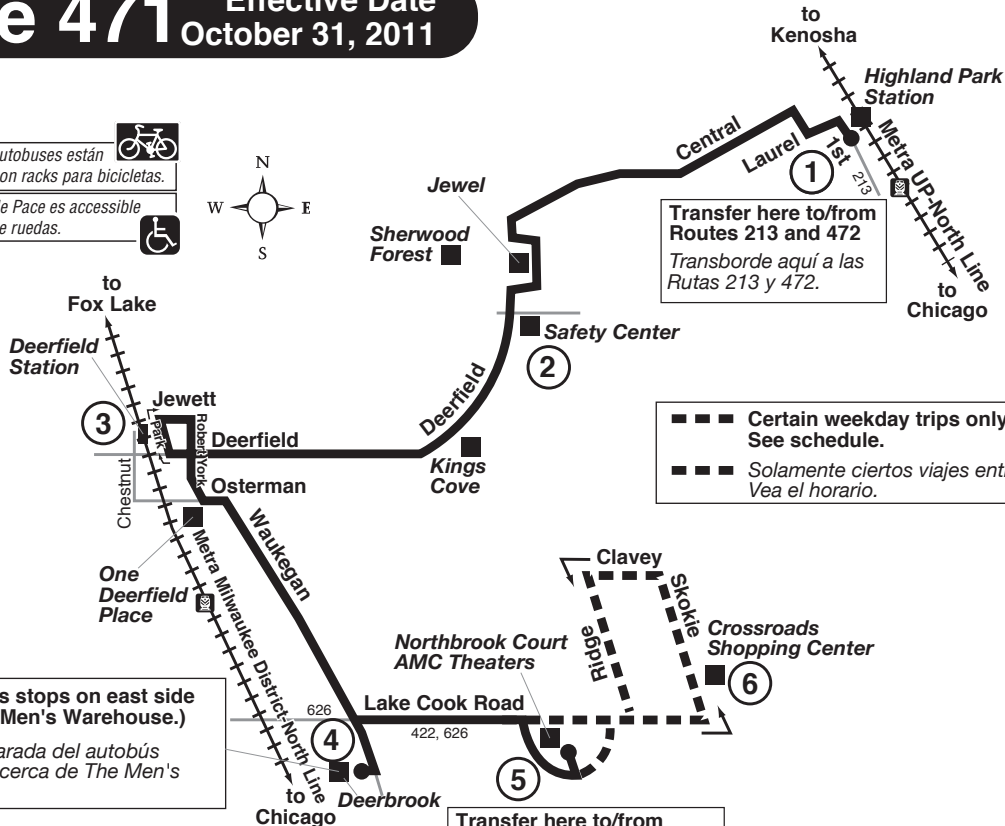 e 471
Effective Date
October 31, 2011
to
Kenosha
Highland Park
Station
utobuses están
on racks para bicicletas.
le Pace es accessible
e ruedas.
N
W
E
S
Jewel
Sherwood
Forest
Central
Laurel
1st
1
213
Metra UP-North Line
Transfer here to/from
Routes 213 and 472
Transborde aquí a las
Rutas 213 y 472.
to
Chicago
to
Fox Lake
Deerfield
Station
Safety Center
2
3
Jewett
Park
Robert York
Deerfield
Deerfield
Kings
Cove
Certain weekday trips only
See schedule.
Solamente ciertos viajes ent
Vea el horario.
Chestnut
Osterman
Waukegan
One
Deerfield
Place
Metra Milwaukee District-North Line
Clavey
Ridge
Skokie
Northbrook Court
AMC Theaters
Crossroads
Shopping Center
6
s stops on east side
Men's Warehouse.)
arada del autobús
cerca de The Men's
626
Lake Cook Road
422, 626
4
5
Deerbrook
to
Chicago
Transfer here to/from